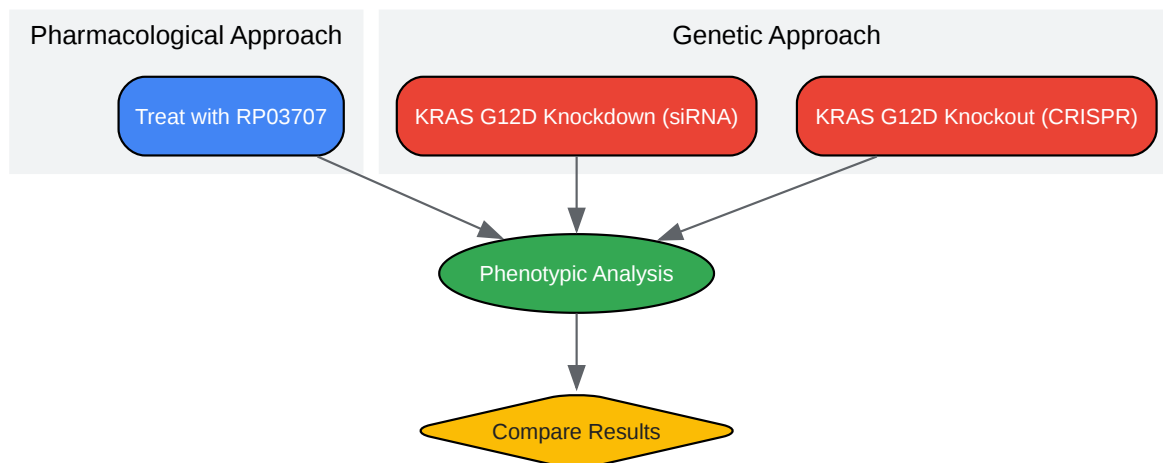 Pharmacological Approach
Genetic Approach
Treat with RP03707
KRAS G12D Knockdown (siRNA)
KRAS G12D Knockout (CRISPR)
Phenotypic Analysis
Compare Results